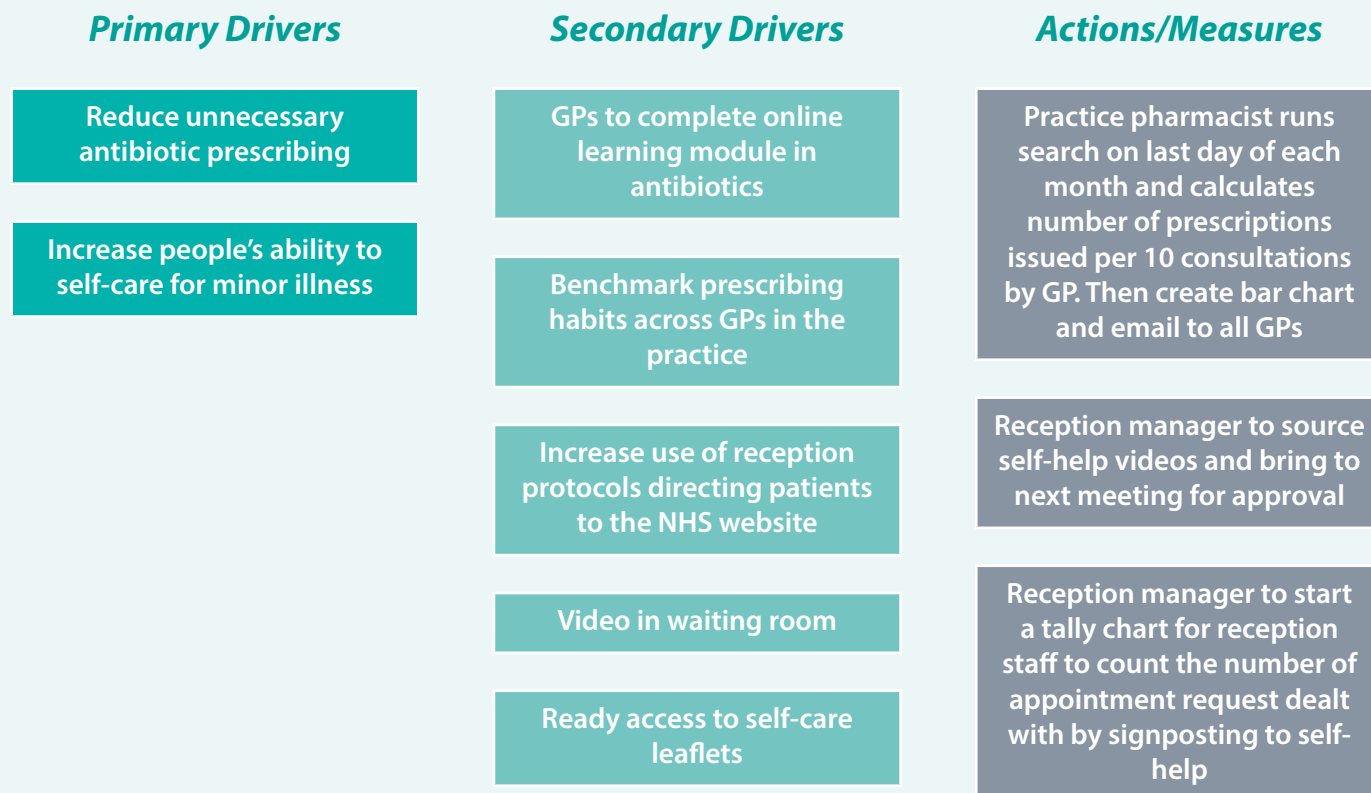 Primary Drivers
Reduce unnecessary
antibiotic prescribing
Increase people’s ability to
self-care for minor illness
Secondary Drivers
GPs to complete online
learning module in
antibiotics
Benchmark prescribing
habits across GPs in the
practice
Increase use of reception
protocols directing patients
to the NHS website
Video in waiting room
Ready access to self-care
leaflets
Actions/Measures
Practice pharmacist runs
search on last day of each
month and calculates
number of prescriptions
issued per 10 consultations
by GP. Then create bar chart
and email to all GPs
Reception manager to source
self-help videos and bring to
next meeting for approval
Reception manager to start
a tally chart for reception
staff to count the number of
appointment request dealt
with by signposting to self-
help